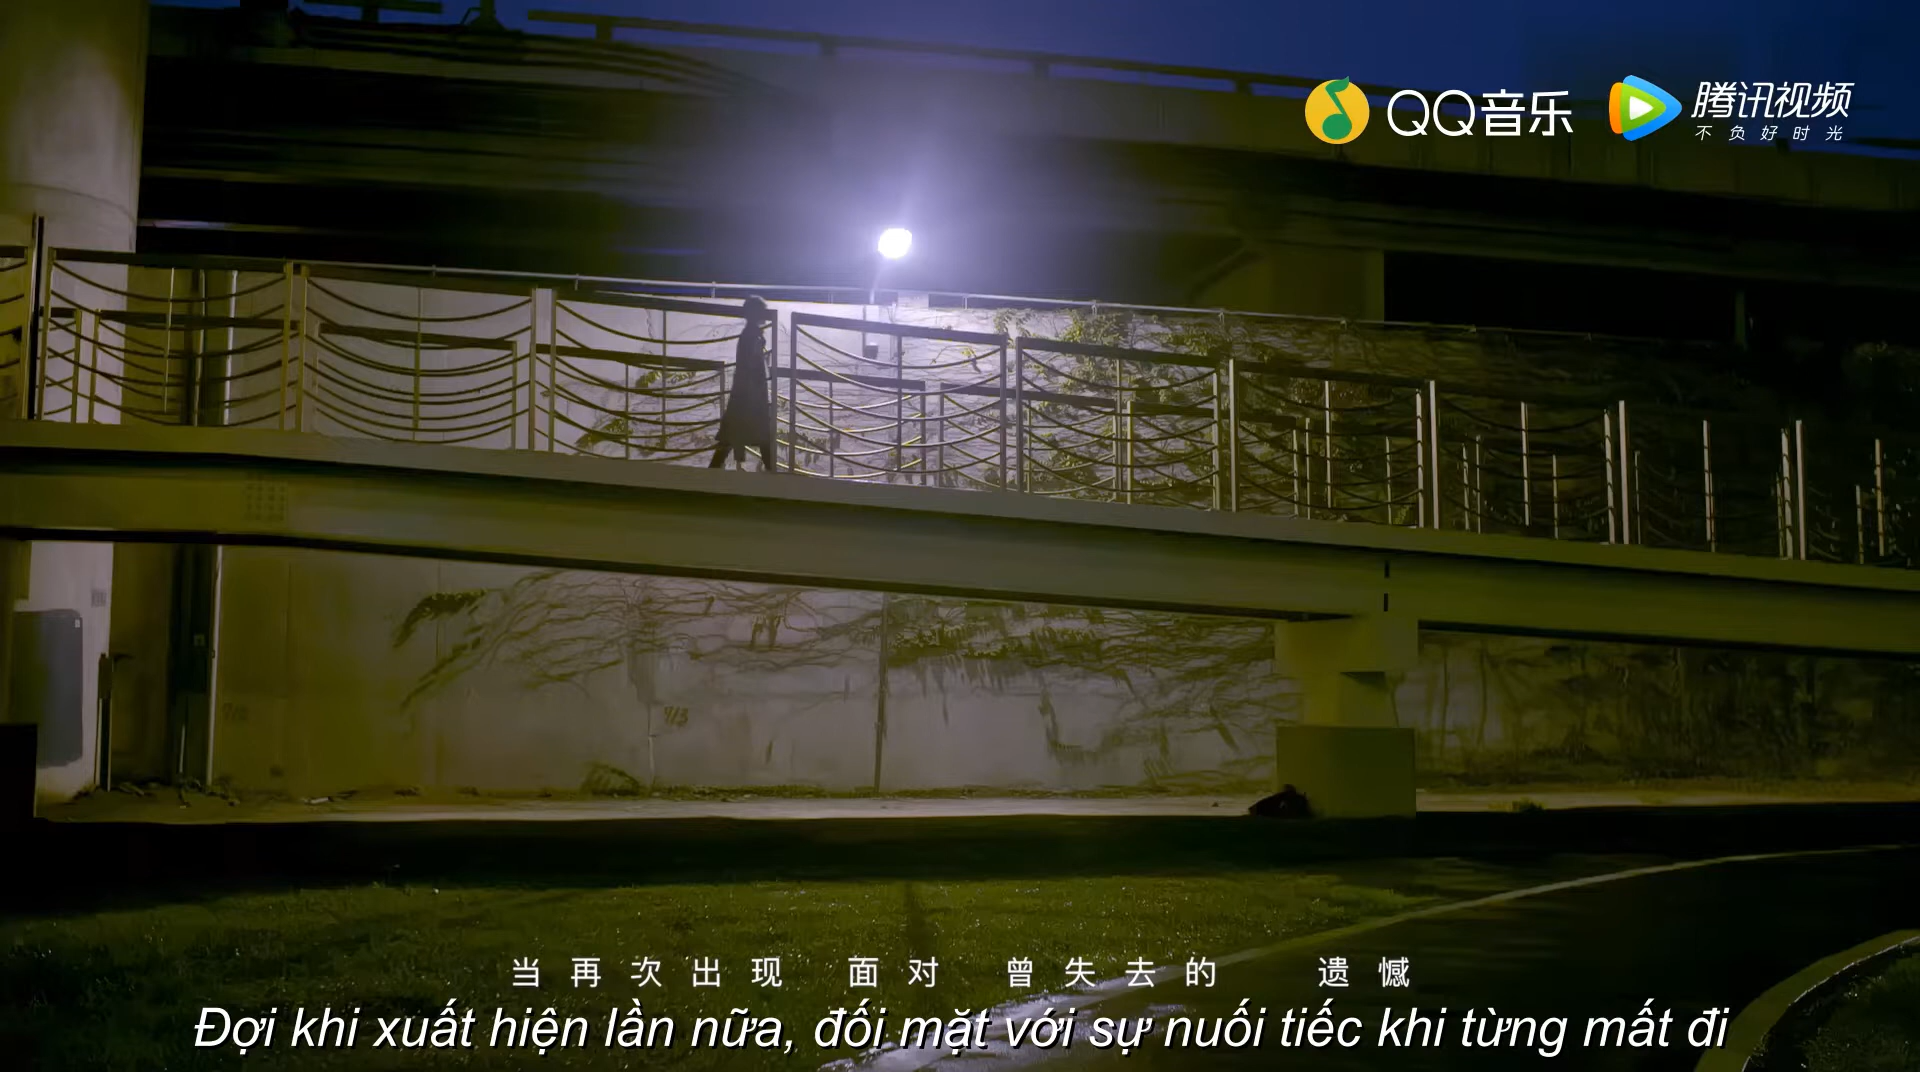 QQ音乐
腾讯视频
不负好时光
713
当再次出现 面对 曾失去的 遗憾
Đợi khi xuất hiện lần nữa, đối mặt với sự nuối tiếc khi từng mất đi